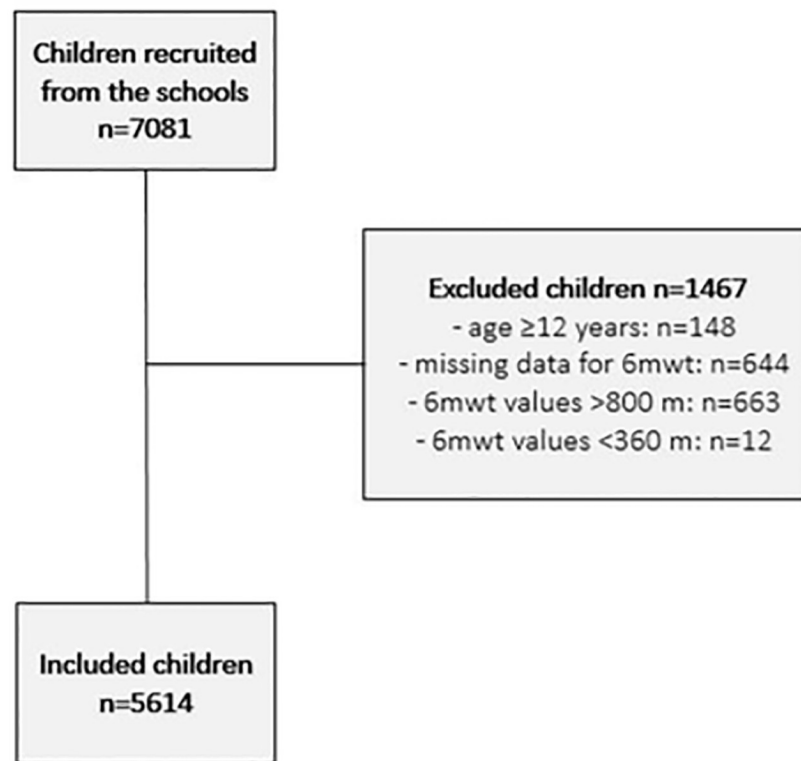 Children recruited
from the schools
n=7081
Excluded children n=1467
- age ≥12 years: n=148
- missing data for 6mwt: n=644
- 6mwt values >800 m: n=663
- 6mwt values <360 m: n=12
Included children
n=5614